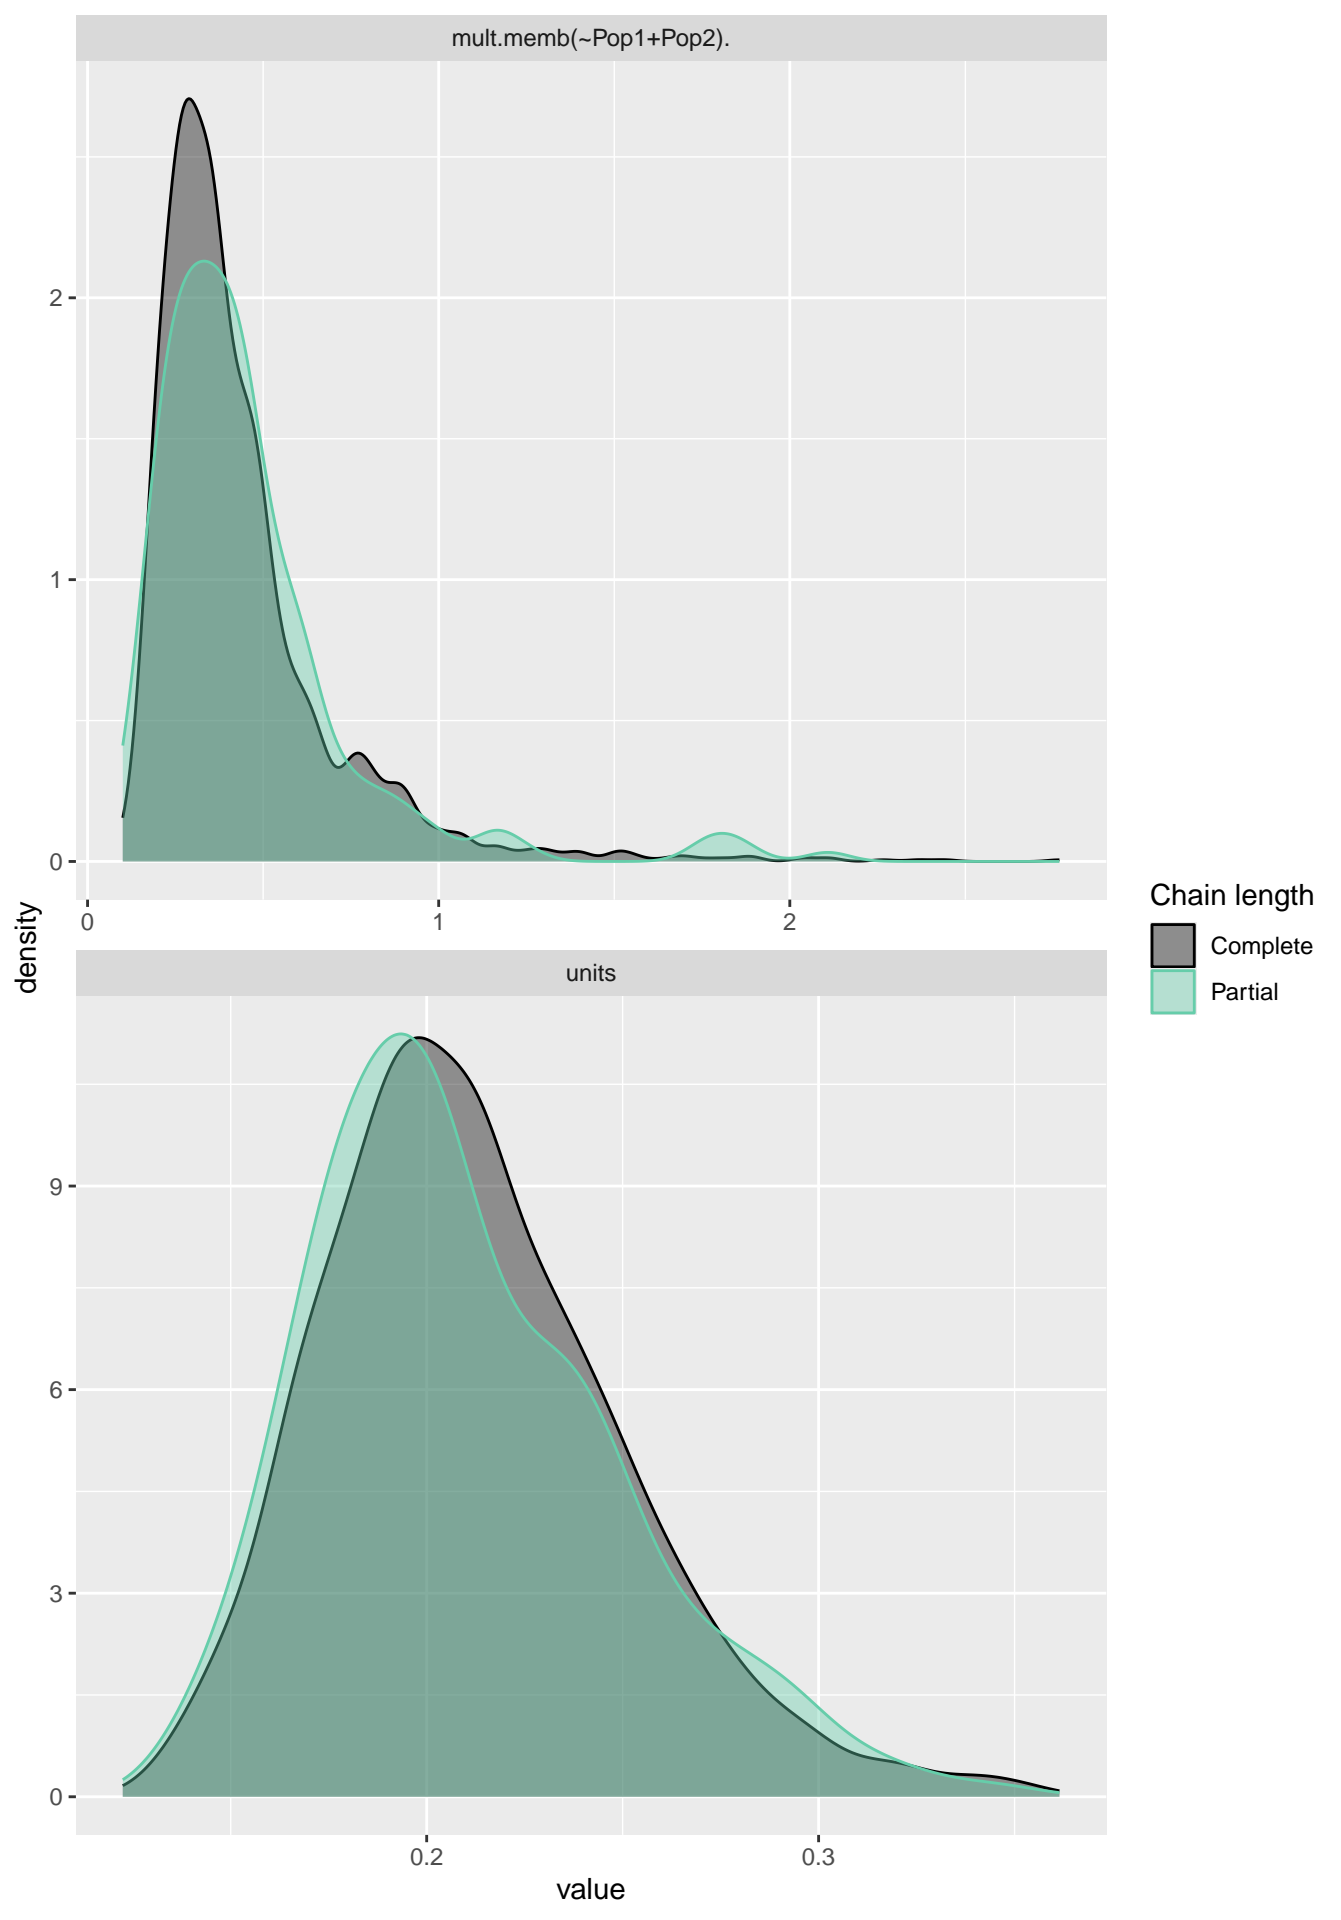 mult.memb(~Pop1+Pop2).
2
1
0
0
1
2
density
units
9
6
3
0
0.2
0.3
value
Chain length
Complete
Partial